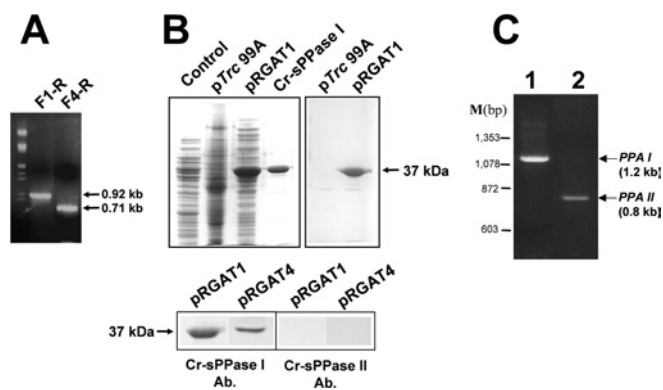 A
F1-R
F4-R
0.92 kb
0.71 kb
B
Control
pTrc 99A
pRGAT1
Cr-sPPase I
pTrc 99A
pRGAT1
37 kDa
pRGAT1
pRGAT4
pRGAT1
pRGAT4
37 kDa
Cr-sPPase I
Ab.
Cr-sPPase II
Ab.
C
1 2
M(bp)
1,353
1,078
872
603
PPA I
(1.2 kb)
PPA II
(0.8 kb)